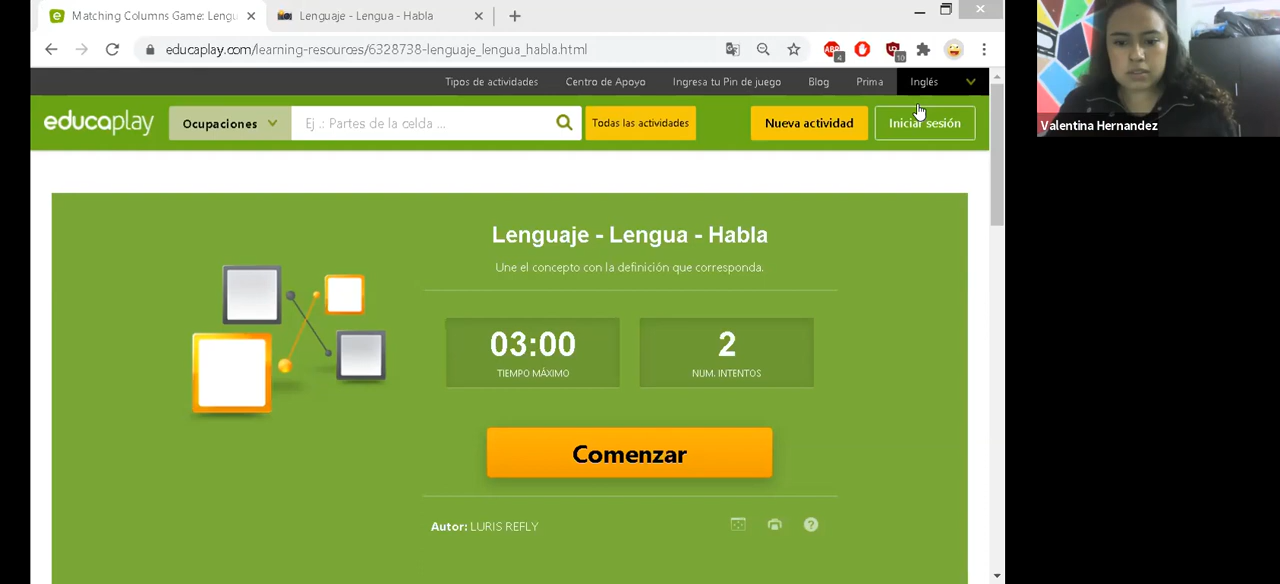 Matching Columns Game: Lengu
Lenguaje - Lengua - Habla
educaplay.com/learning-resources/6328738-lenguaje_lengua_habla.html
ABP
4
10
Tipos de actividades
Centro de Apoyo
Ingresa tu Pin de juego
Blog
Prima
Inglés
educaplay
Ocupaciones
Ej .: Partes de la celda ...
Todas las actividades
Nueva actividad
Iniciar sesión
Lenguaje - Lengua - Habla
Une el concepto con la definición que corresponda.
03:00
TIEMPO MÁXIMO
2
NUM. INTENTOS
Comenzar
Autor: LURIS REFLY
Valentina Hernandez